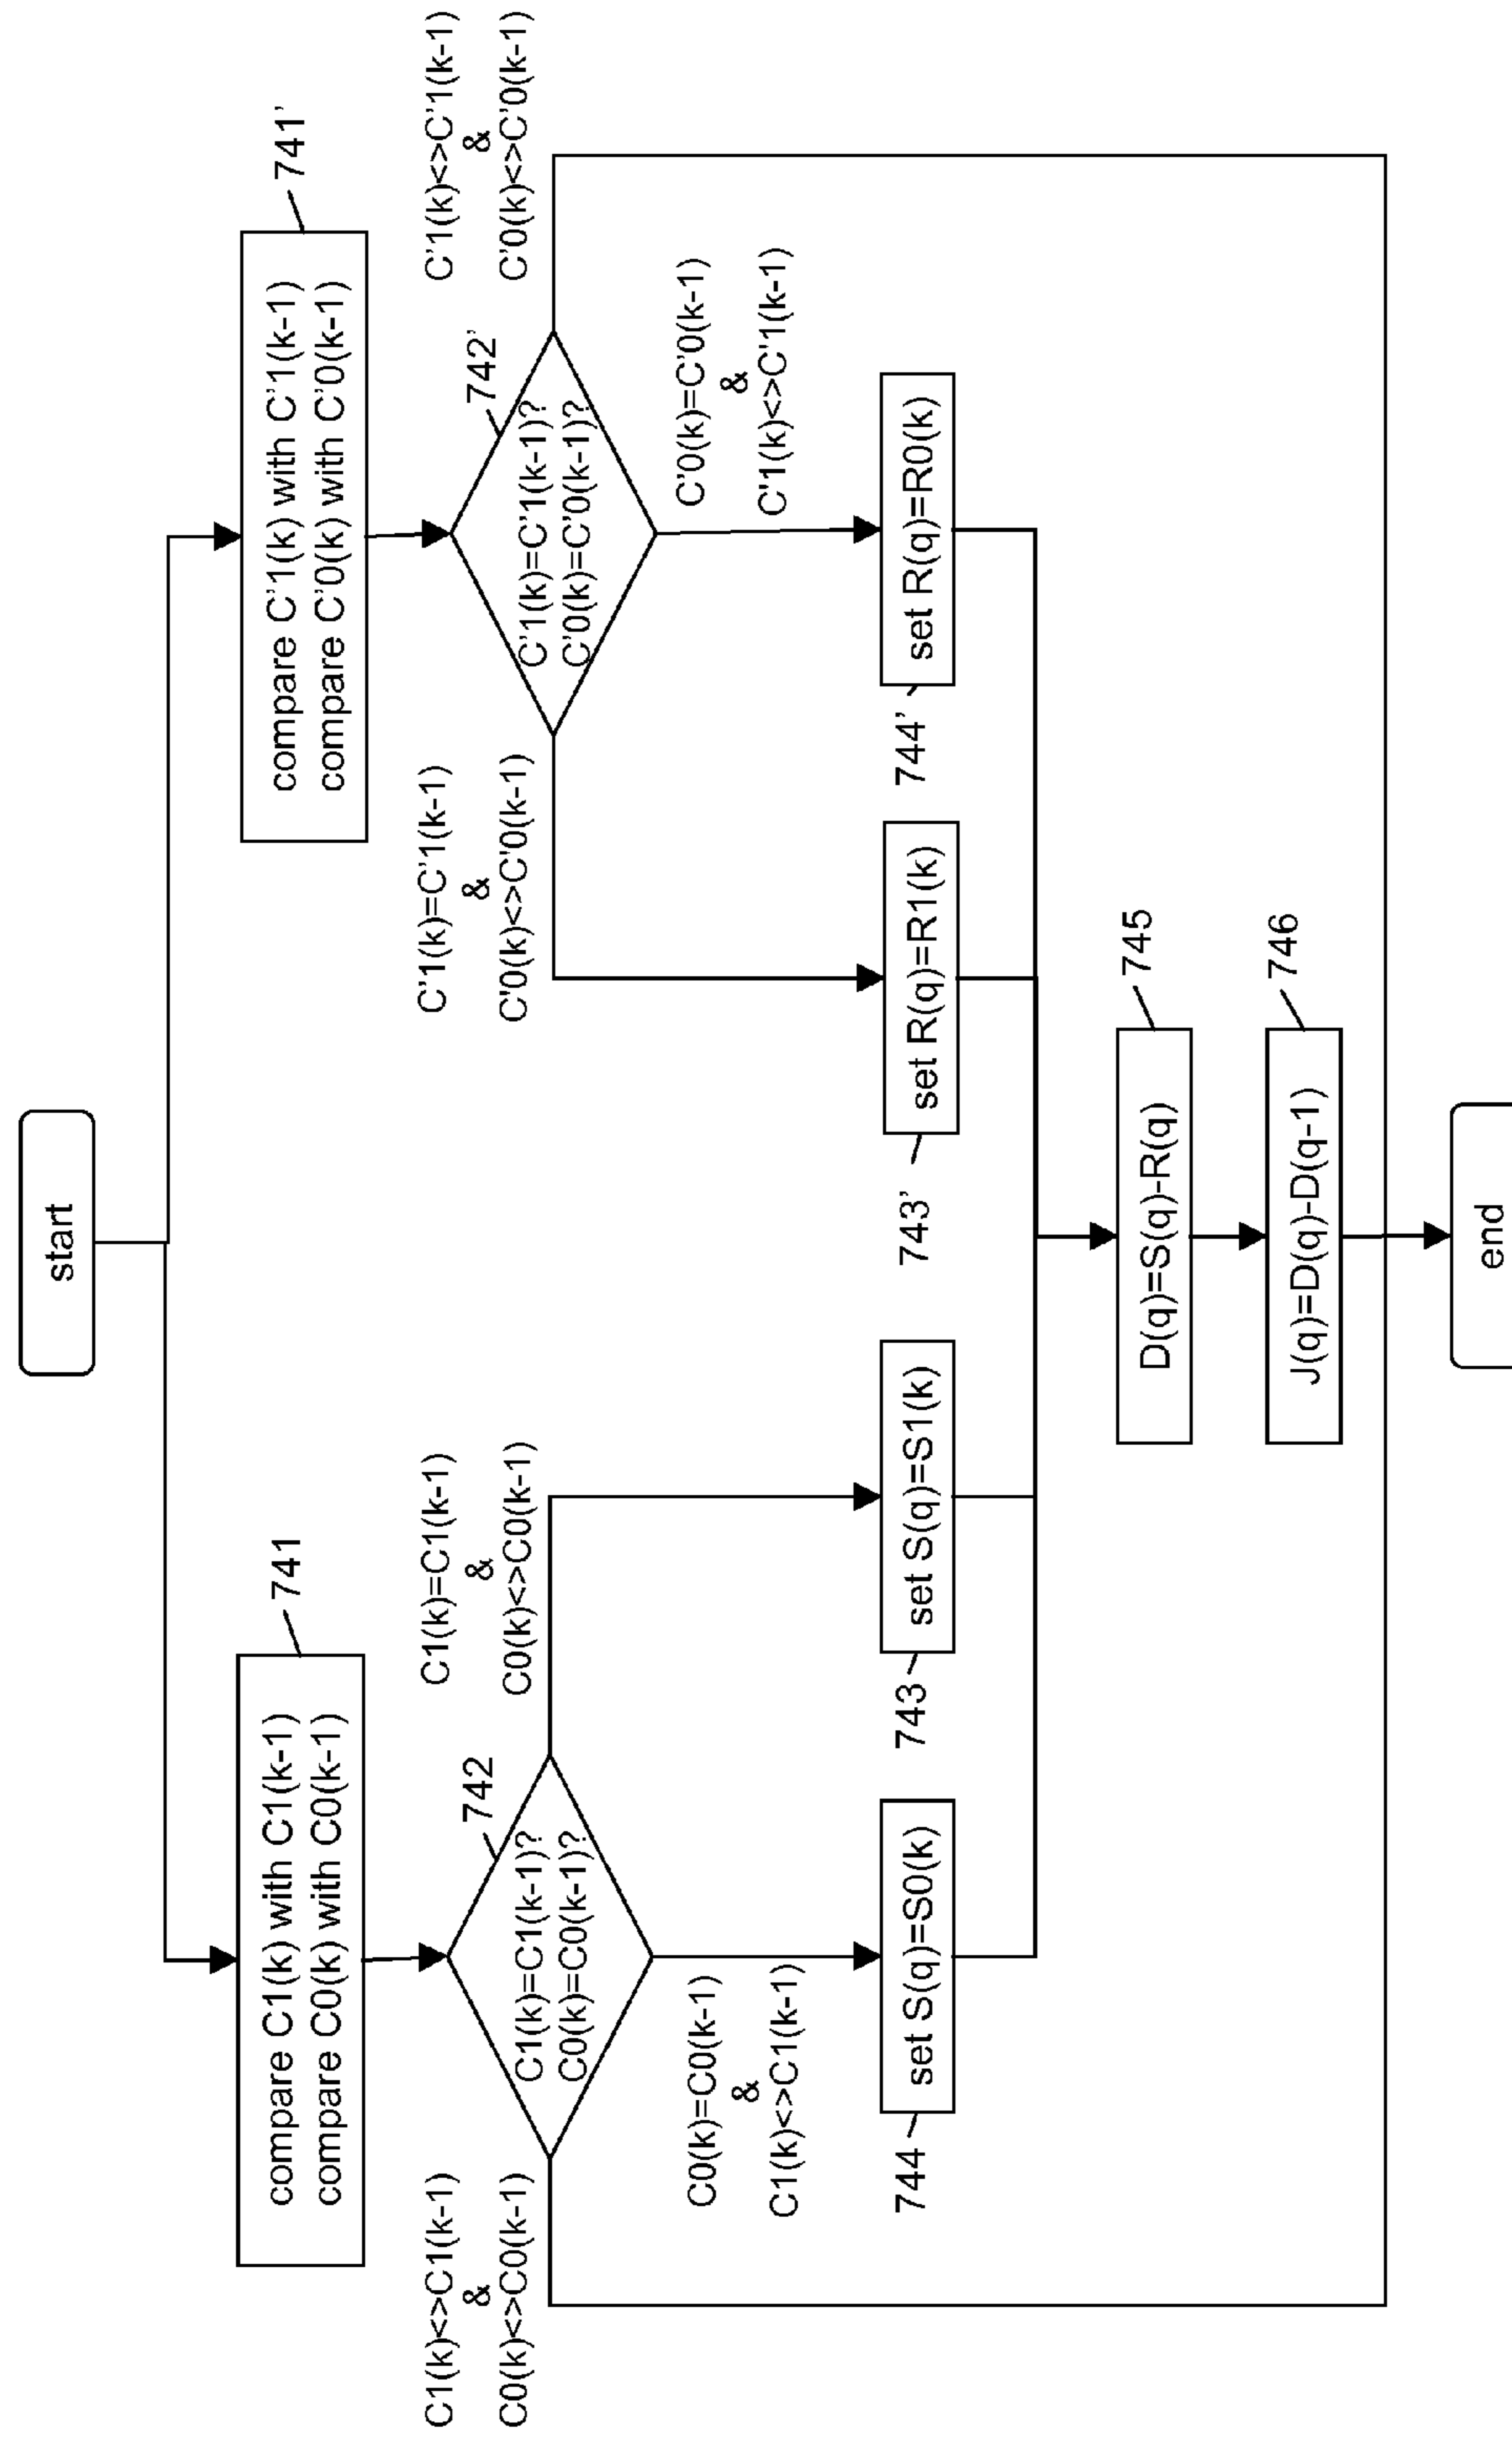 start
741
741'
compare C1(k) with C1(k-1)
compare C0(k) with C0(k-1)
compare C'1(k) with C'1(k-1)
compare C'0(k) with C'0(k-1)
C1(k)<>C1(k-1)
&
C0(k)<>C0(k-1)
742
C1(k)=C1(k-1)?
C0(k)=C0(k-1)?
C1(k)=C1(k-1)
&
C0(k)<>C0(k-1)
C'1(k)=C'1(k-1)
&
C'0(k)<>C'0(k-1)
742'
C'1(k)=C'1(k-1)?
C'0(k)=C'0(k-1)?
C'1(k)<>C'1(k-1)
&
C'0(k)<>C'0(k-1)
C0(k)=C0(k-1)
&
C1(k)<>C1(k-1)
C'0(k)=C'0(k-1)
&
C'1(k)<>C'1(k-1)
744
set S(q)=S0(k)
743
set S(q)=S1(k)
743'
set R(q)=R1(k)
744'
set R(q)=R0(k)
D(q)=S(q)-R(q)
745
J(q)=D(q)-D(q-1)
746
end